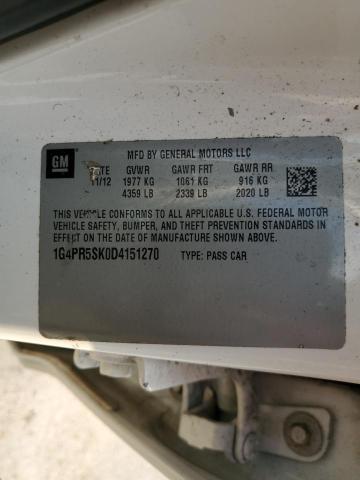 GM
MFD BY GENERAL MOTORS LLC
DATE GVWR GAWR FRT GAWR RR
11/12 1977 KG 1061 KG 916 KG
4359 LB 2339 LB 2020 LB
THIS VEHICLE CONFORMS TO ALL APPLICABLE U.S. FEDERAL MOTOR
VEHICLE SAFETY, BUMPER, AND THEFT PREVENTION STANDARDS IN
EFFECT ON THE DATE OF MANUFACTURE SHOWN ABOVE.
1G4PR5SK0D4151270 TYPE: PASS CAR